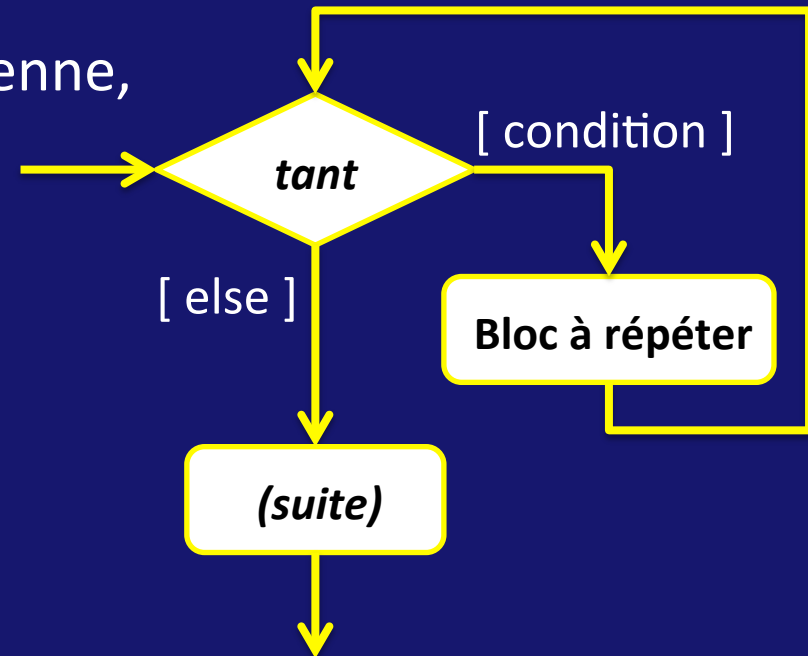 enne,
[ condition ]
tant
[ else ]
Bloc à répéter
(suite)